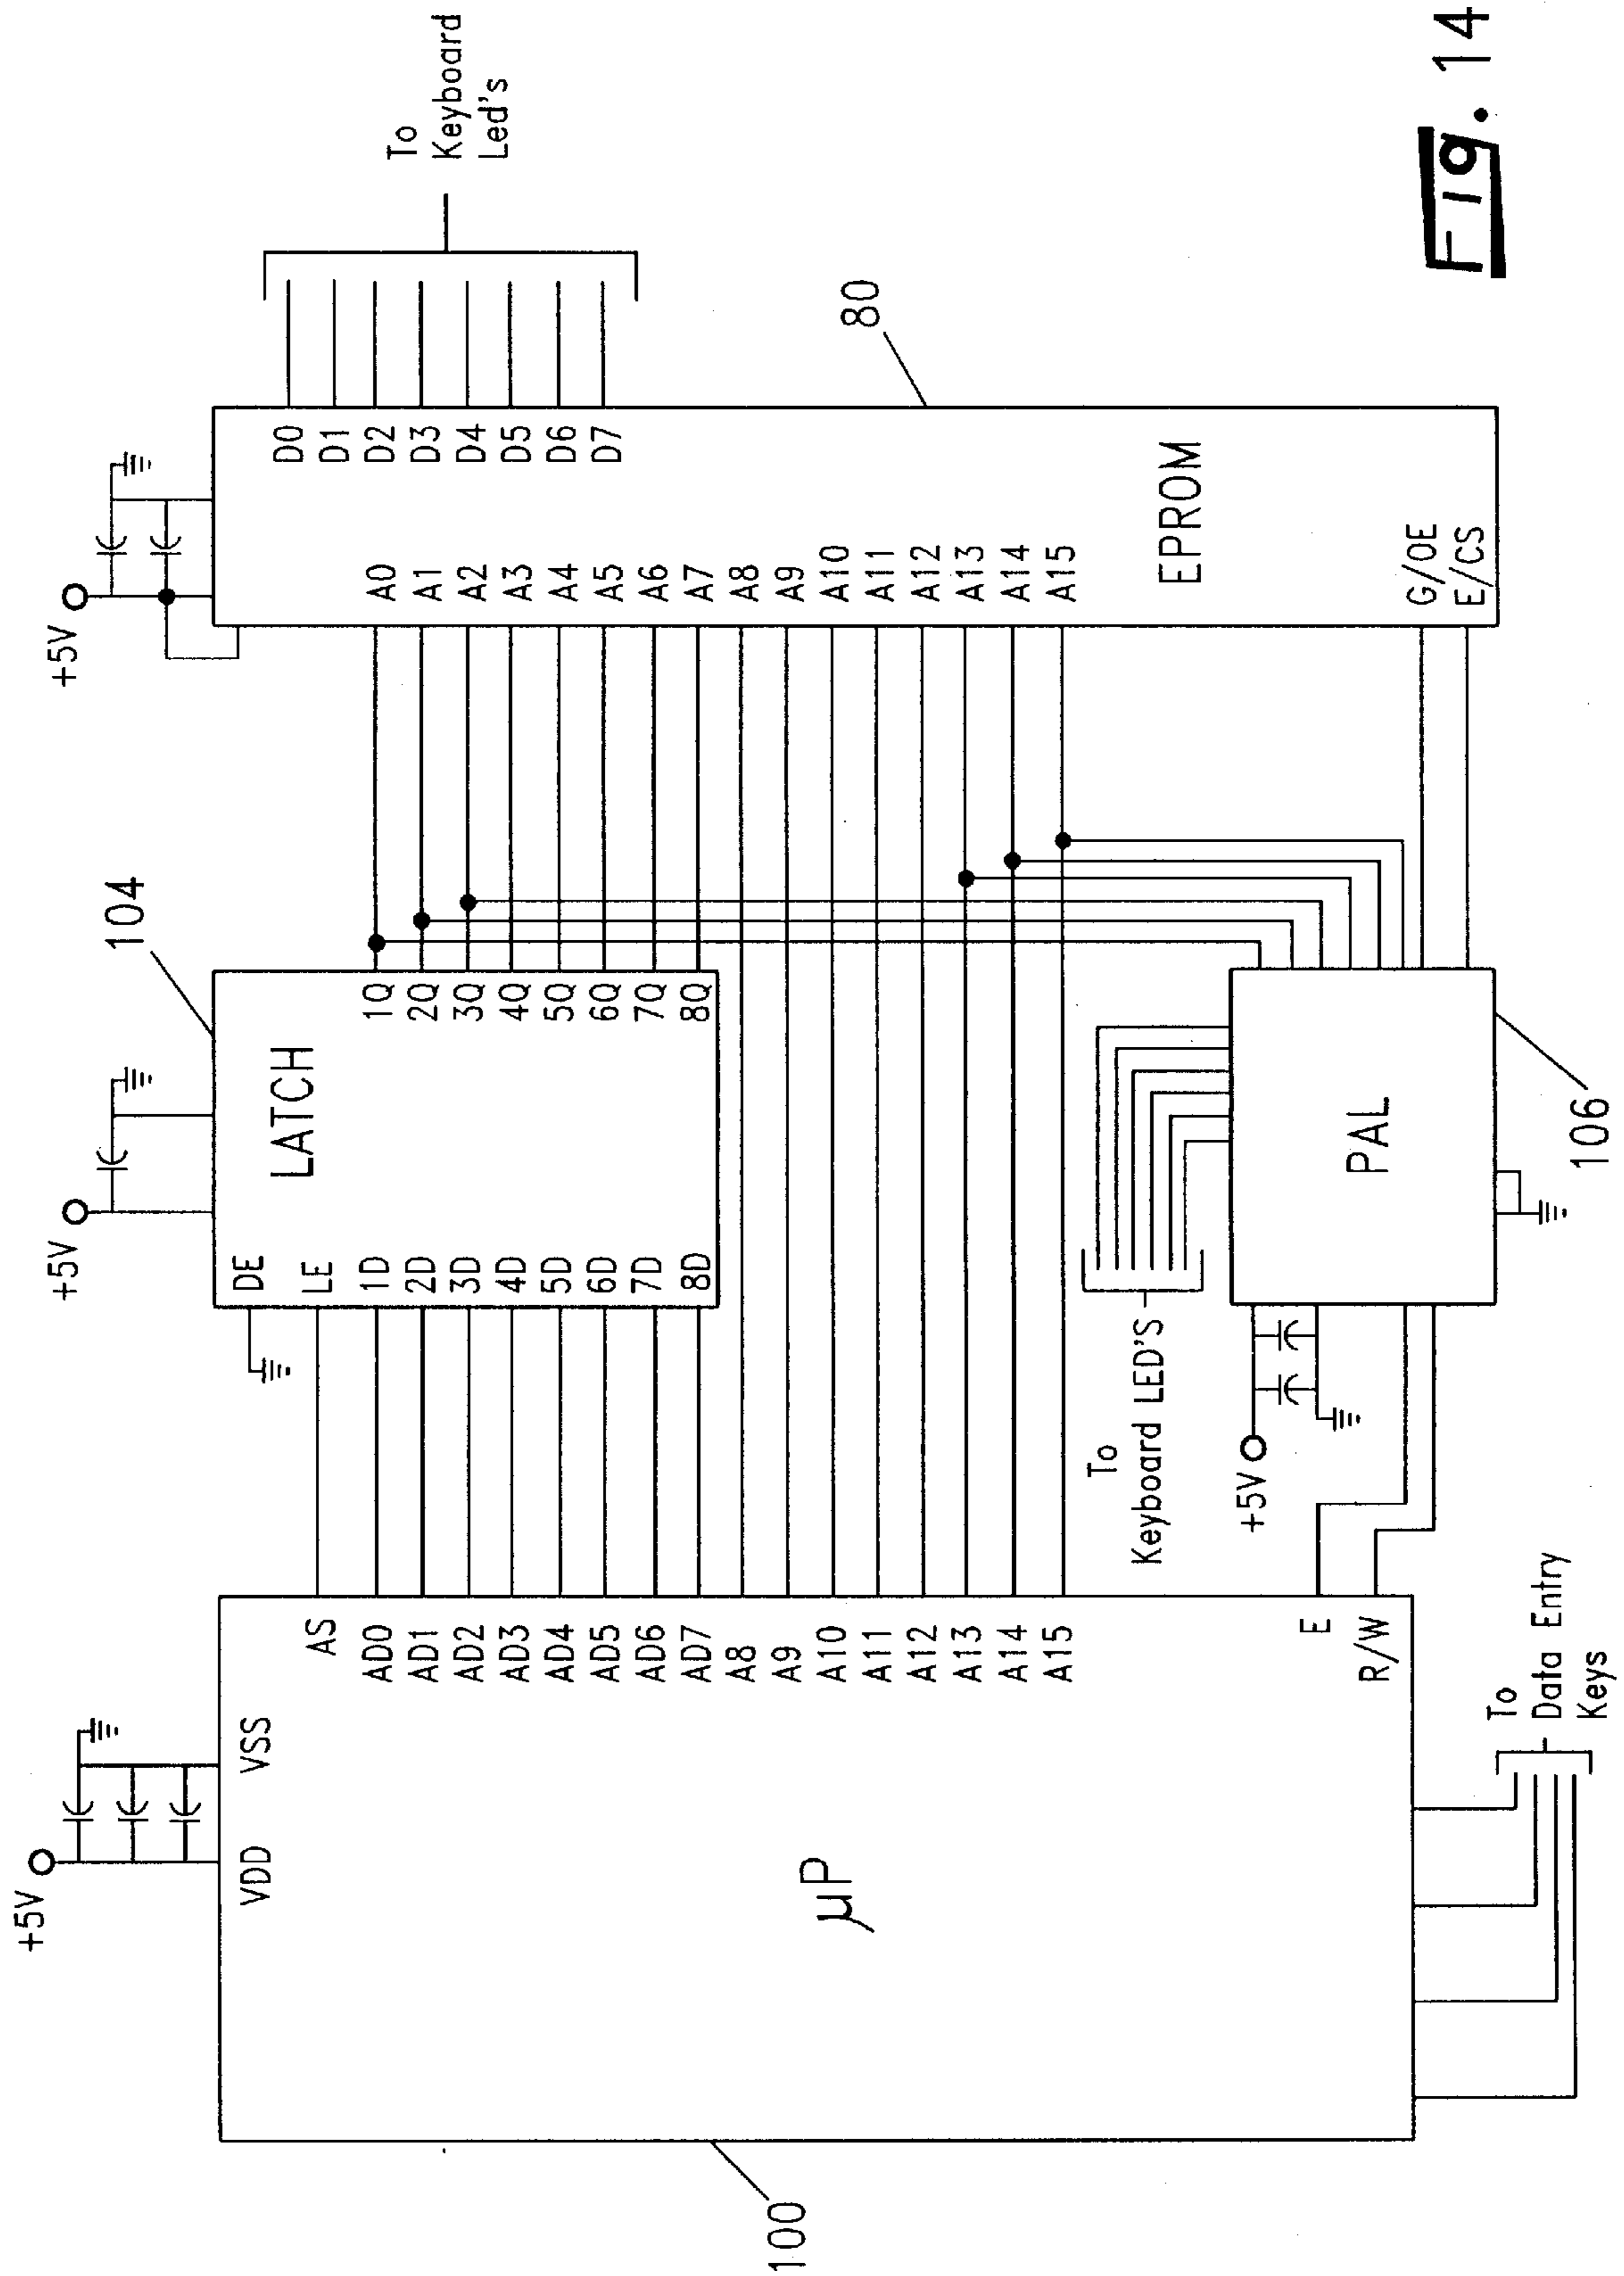 +5V
VDD
VSS
AS
AD0
AD1
AD2
AD3
AD4
AD5
AD6
AD7
A8
A9
A10
A11
A12
A13
A14
A15
E
R/W
µP
100
To
Data Entry
Keys
+5V
104
LATCH
DE
LE
1D
2D
3D
4D
5D
6D
7D
8D
1Q
2Q
3Q
4Q
5Q
6Q
7Q
8Q
To
Keyboard LED'S
+5V
PAL
106
+5V
A0
A1
A2
A3
A4
A5
A6
A7
A8
A9
A10
A11
A12
A13
A14
A15
D0
D1
D2
D3
D4
D5
D6
D7
EPROM
G/OE
E/CS
80
To
Keyboard
Led's
Fig. 14